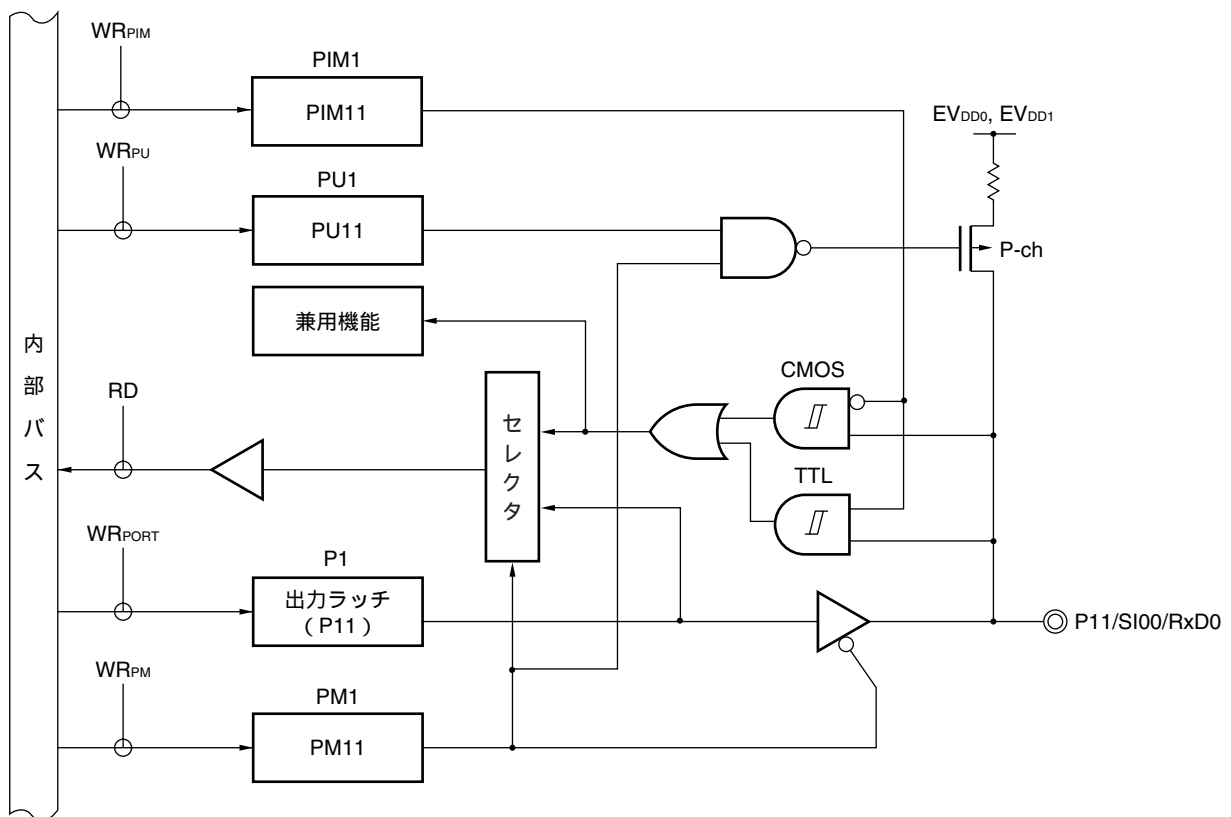 WRPIM
PIM1
PIM11
EVDD0, EVDD1
WRPU
PU1
PU11
P-ch
兼用機能
内部バス
CMOS
RD
セレクタ
TTL
WRPORT
P1
出力ラッチ
（P11）
P11/SI00/RxD0
WRPM
PM1
PM11